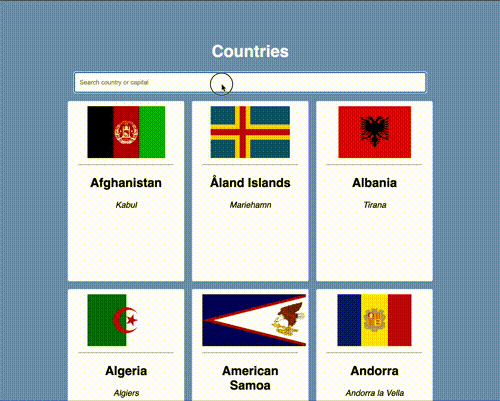 Countries
Search country or capital
Afghanistan
Kabul
Åland Islands
Mariehamn
Albania
Tirana
Algeria
Algiers
American
Samoa
Andorra
Andorra la Vella